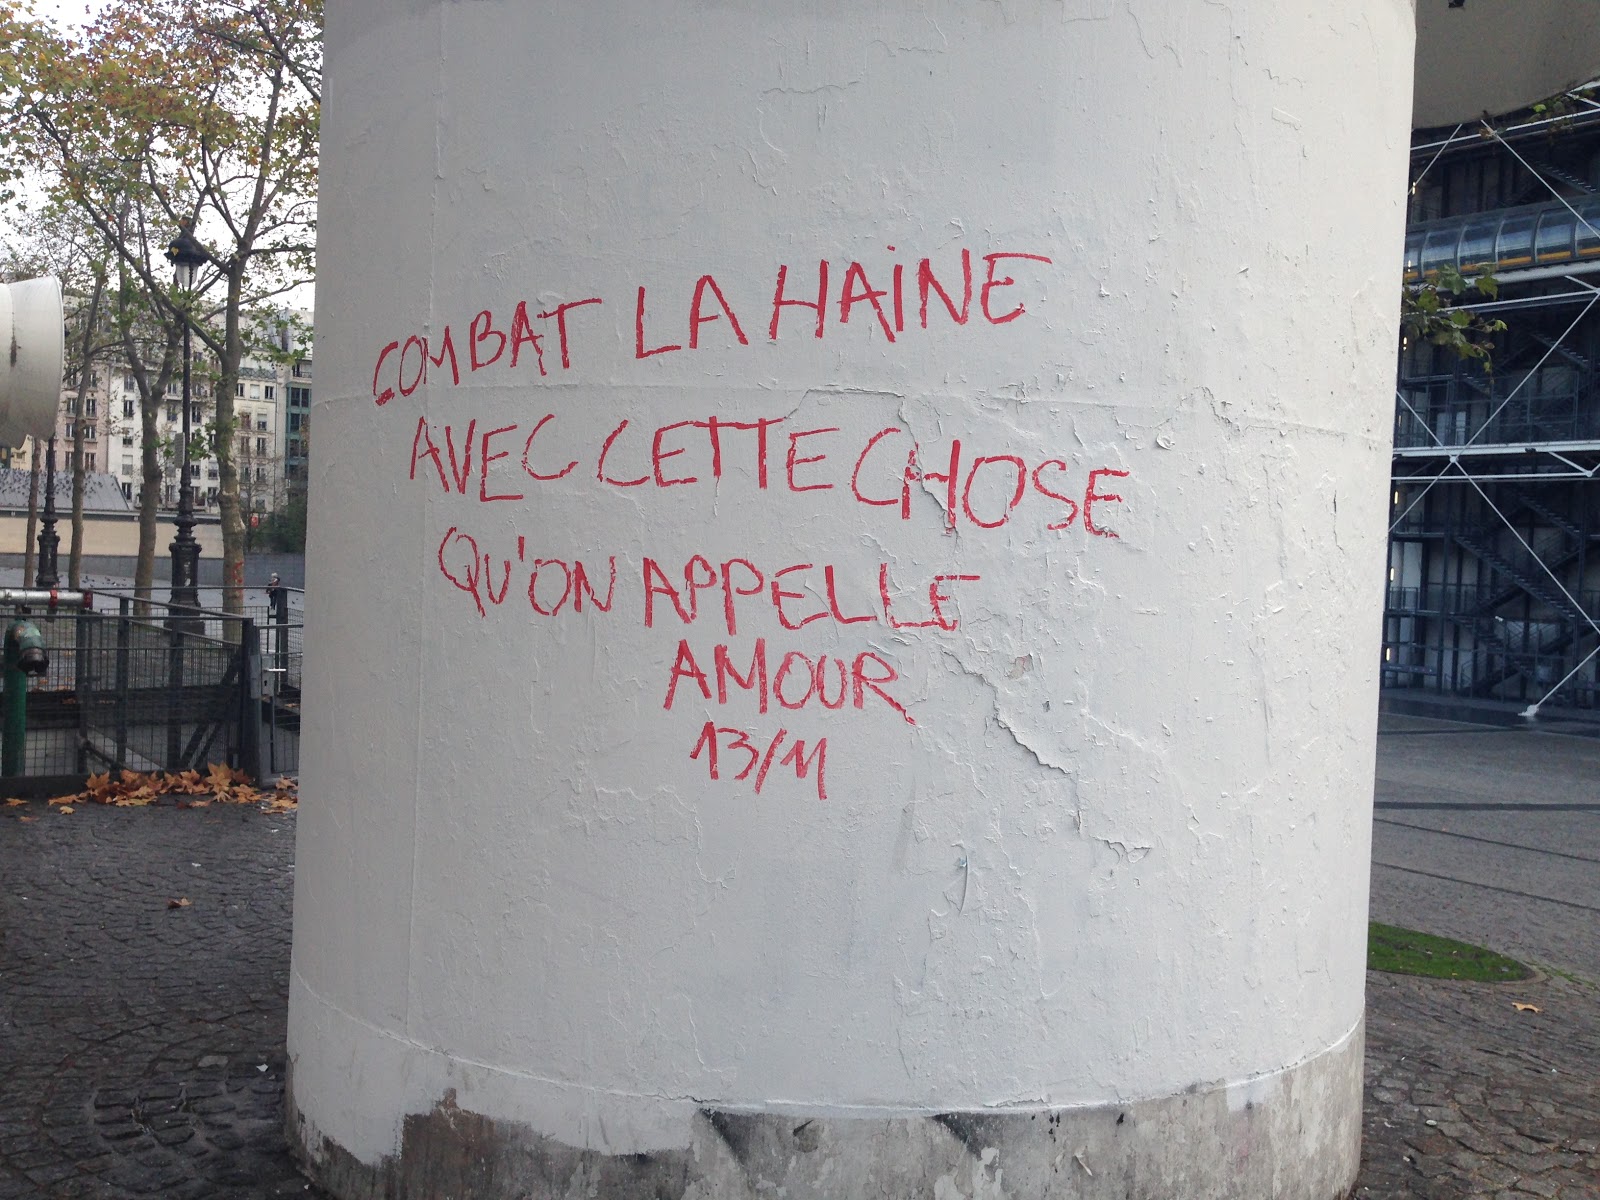 COMBAT LA HAINE
AVEC CETTE CHOSE
QU'ON APPELLE
AMOUR
13/11